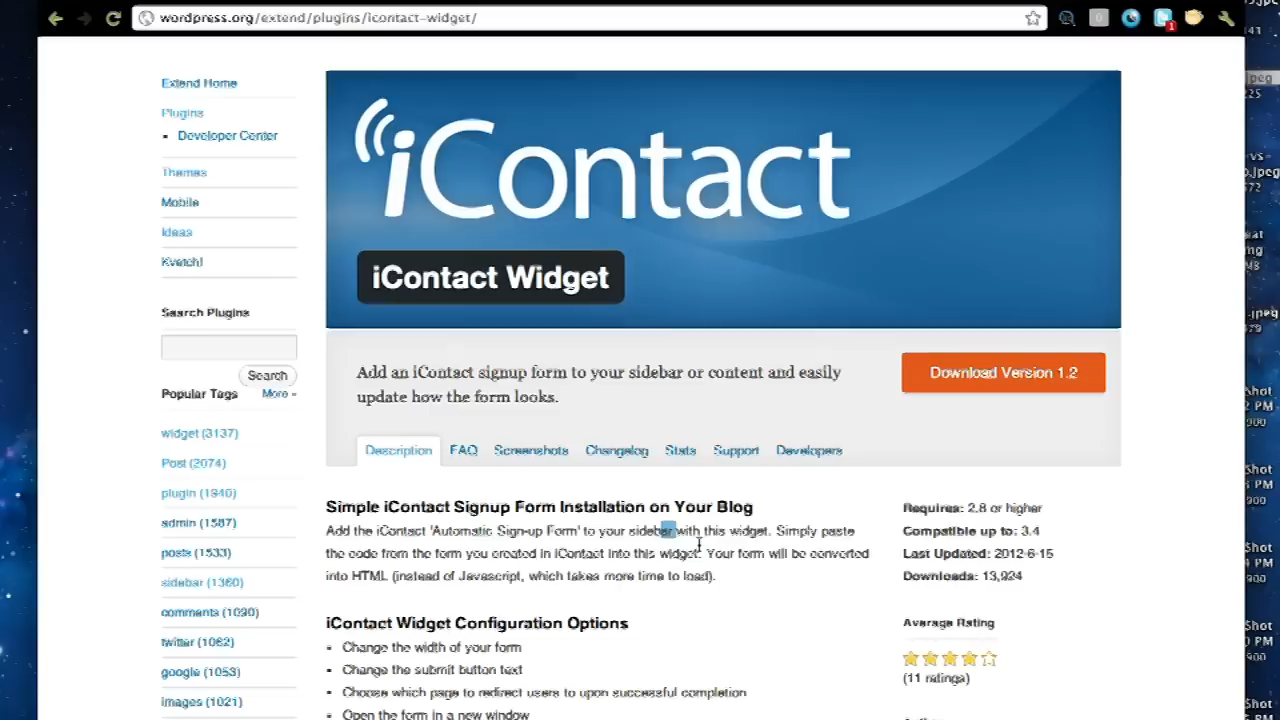 wordpress.org/extend/plugins/icontact-widget/
Extend Home
Plugins
Developer Center
Themes
Mobile
Ideas
Kvetch!
Search Plugins
Search
Popular Tags More »
widget (3137)
Post (2074)
plugin (1940)
admin (1587)
posts (1533)
sidebar (1360)
comments (1090)
twitter (1062)
google (1053)
images (1021)
iContact
iContact Widget
Add an iContact signup form to your sidebar or content and easily
update how the form looks.
Download Version 1.2
Description FAQ Screenshots Changelog Stats Support Developers
Simple iContact Signup Form Installation on Your Blog
Add the iContact 'Automatic Sign-up Form' to your sidebar with this widget. Simply paste
the code from the form you created in iContact into this widget. Your form will be converted
into HTML (instead of Javascript, which takes more time to load).
iContact Widget Configuration Options
Change the width of your form
Change the submit button text
Choose which page to redirect users to upon successful completion
Open the form in a new window
Requires: 2.8 or higher
Compatible up to: 3.4
Last Updated: 2012-6-15
Downloads: 13,924
Average Rating
(11 ratings)